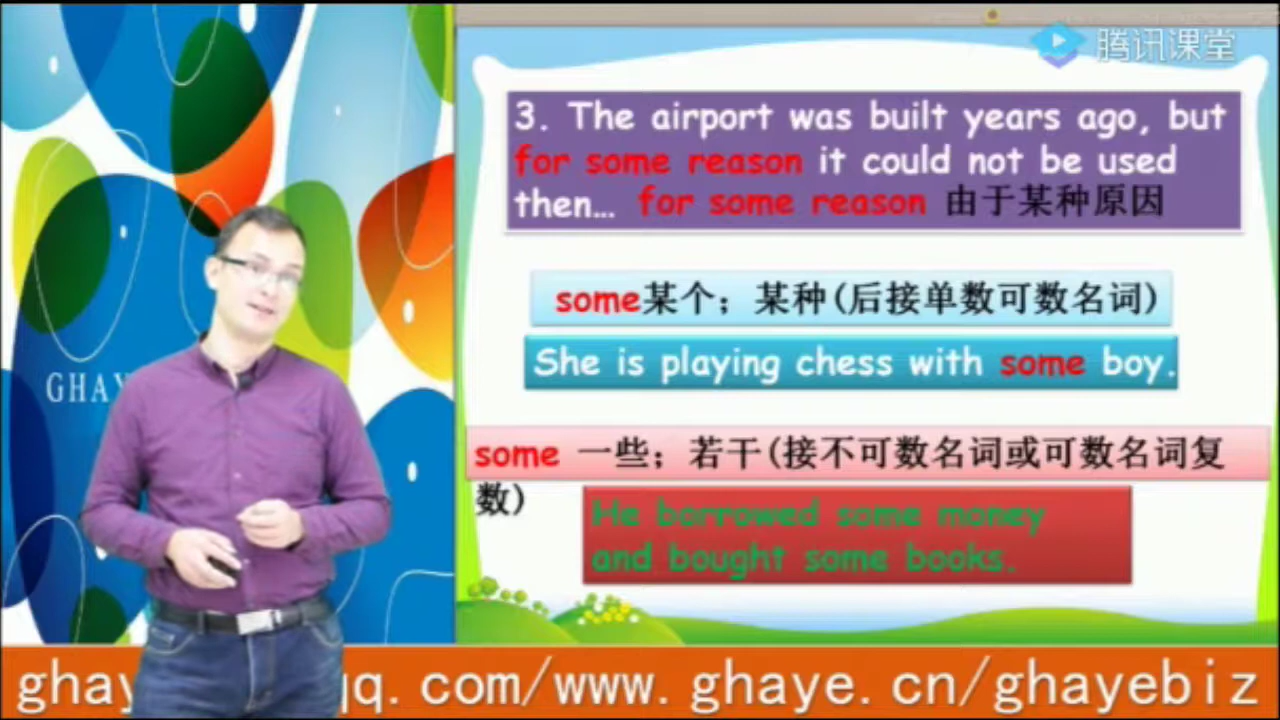 腾讯课堂
3. The airport was built years ago, but
for some reason it could not be used
then… for some reason 由于某种原因
some某个；某种(后接单数可数名词)
She is playing chess with some boy.
GHAY
some 一些；若干(接不可数名词或可数名词复
数)
He borrowed some money
and bought some books.
ghay qq.com/www.ghaye.cn/ghayebiz